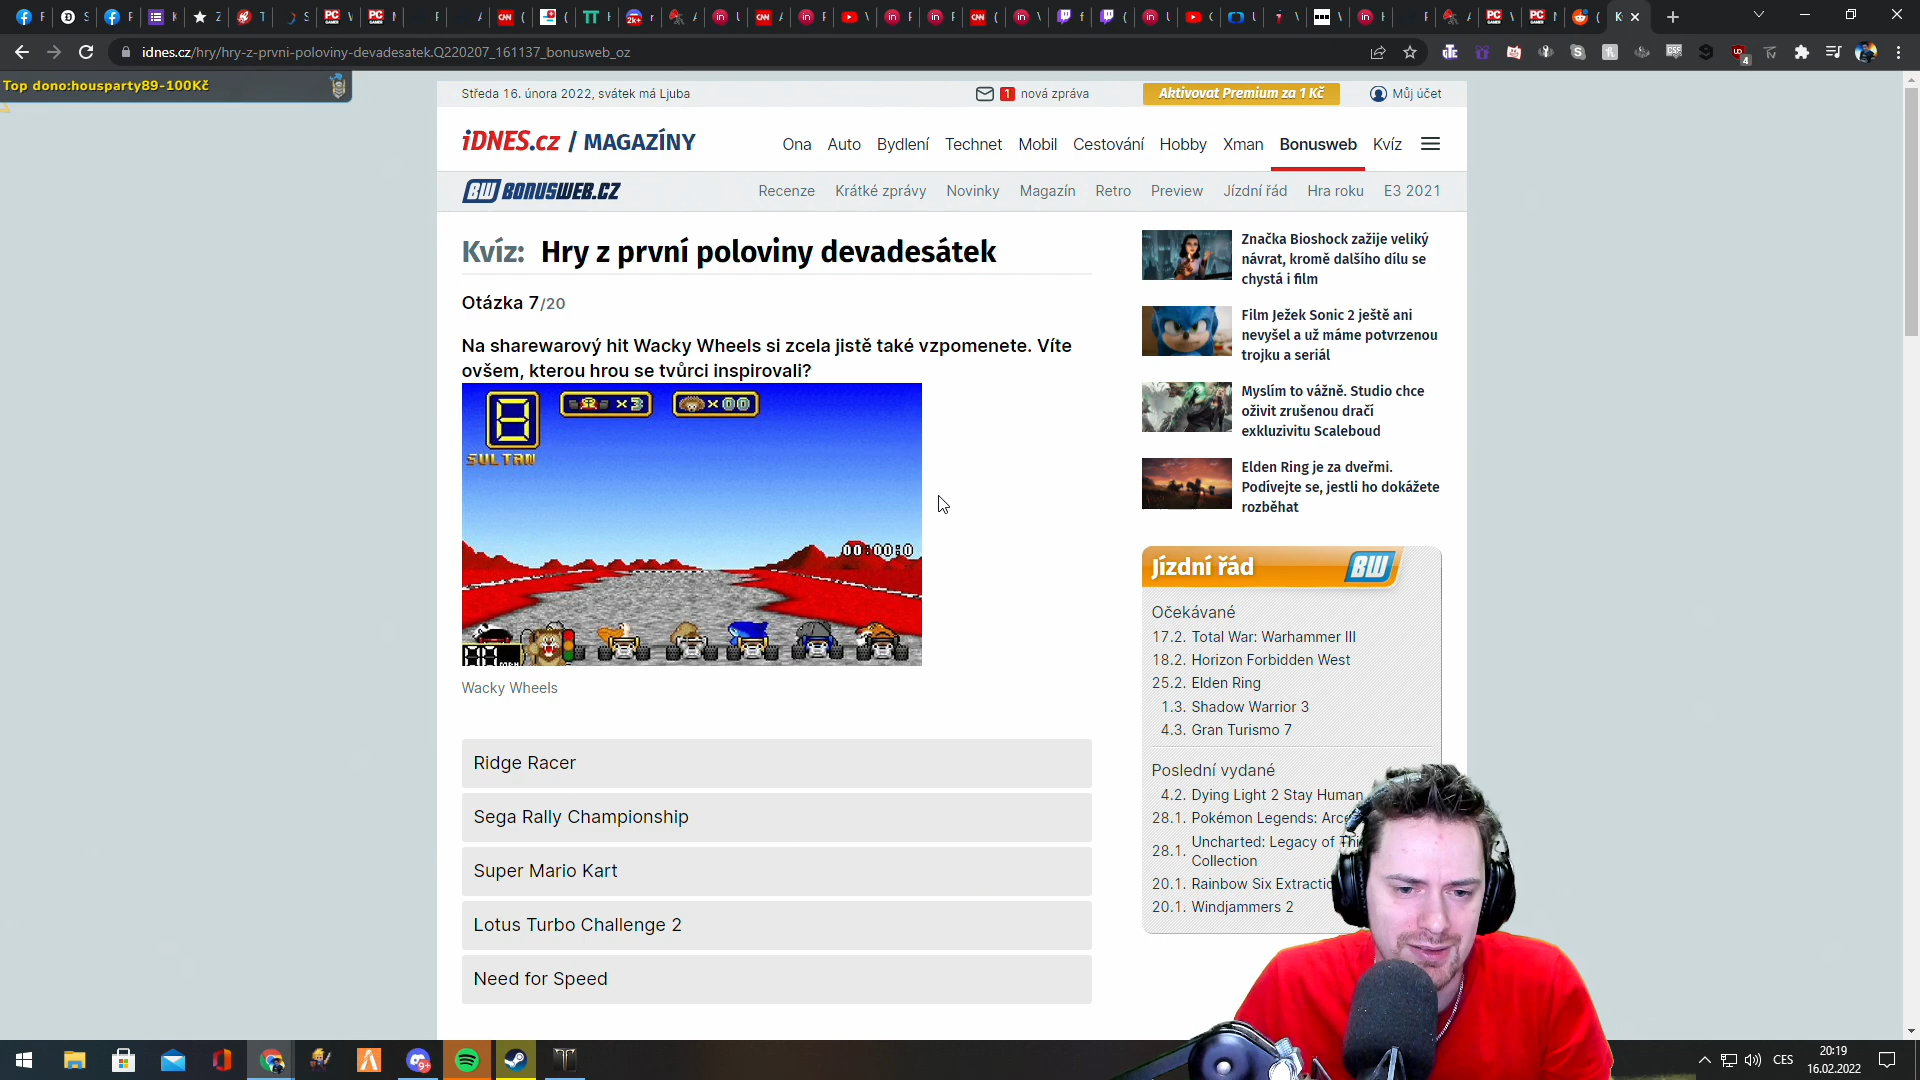 idnes.cz/hry/hry-z-prvni-poloviny-devadesatek.Q220207_161137_bonusweb_oz
Top dono:housparty89-100Kč
Středa 16. února 2022, svátek má Ljuba
1 nová zpráva
Aktivovat Premium za 1 Kč
Můj účet
iDNES.cz / MAGAZÍNY
Ona Auto Bydlení Technet Mobil Cestování Hobby Xman Bonusweb Kvíz
BW BONUSWEB.CZ
Recenze Krátké zprávy Novinky Magazín Retro Preview Jízdní řád Hra roku E3 2021
Kvíz: Hry z první poloviny devadesátek
Otázka 7/20
Na sharewarový hit Wacky Wheels si zcela jistě také vzpomenete. Víte
ovšem, kterou hrou se tvůrci inspirovali?
8
×3
×00
SULTAN
00:00:0
Wacky Wheels
Ridge Racer
Sega Rally Championship
Super Mario Kart
Lotus Turbo Challenge 2
Need for Speed
Značka Bioshock zažije veliký
návrat, kromě dalšího dílu se
chystá i film
Film Ježek Sonic 2 ještě ani
nevyšel a už máme potvrzenou
trojku a seriál
Myslím to vážně. Studio chce
oživit zrušenou dračí
exkluzivitu Scaleboud
Elden Ring je za dveřmi.
Podívejte se, jestli ho dokážete
rozběhat
Jízdní řád BW
Očekávané
17.2. Total War: Warhammer III
18.2. Horizon Forbidden West
25.2. Elden Ring
1.3. Shadow Warrior 3
4.3. Gran Turismo 7
Poslední vydané
4.2. Dying Light 2 Stay Human
28.1. Pokémon Legends: Arce
28.1. Uncharted: Legacy of Thi
Collection
20.1. Rainbow Six Extractio
20.1. Windjammers 2
CES
20:19
16.02.2022